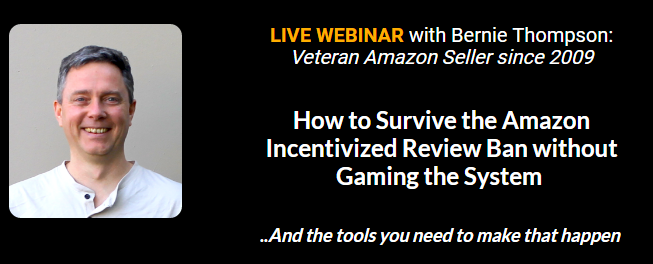 LIVE WEBINAR with Bernie Thompson:
Veteran Amazon Seller since 2009
How to Survive the Amazon
Incentivized Review Ban without
Gaming the System
..And the tools you need to make that happen